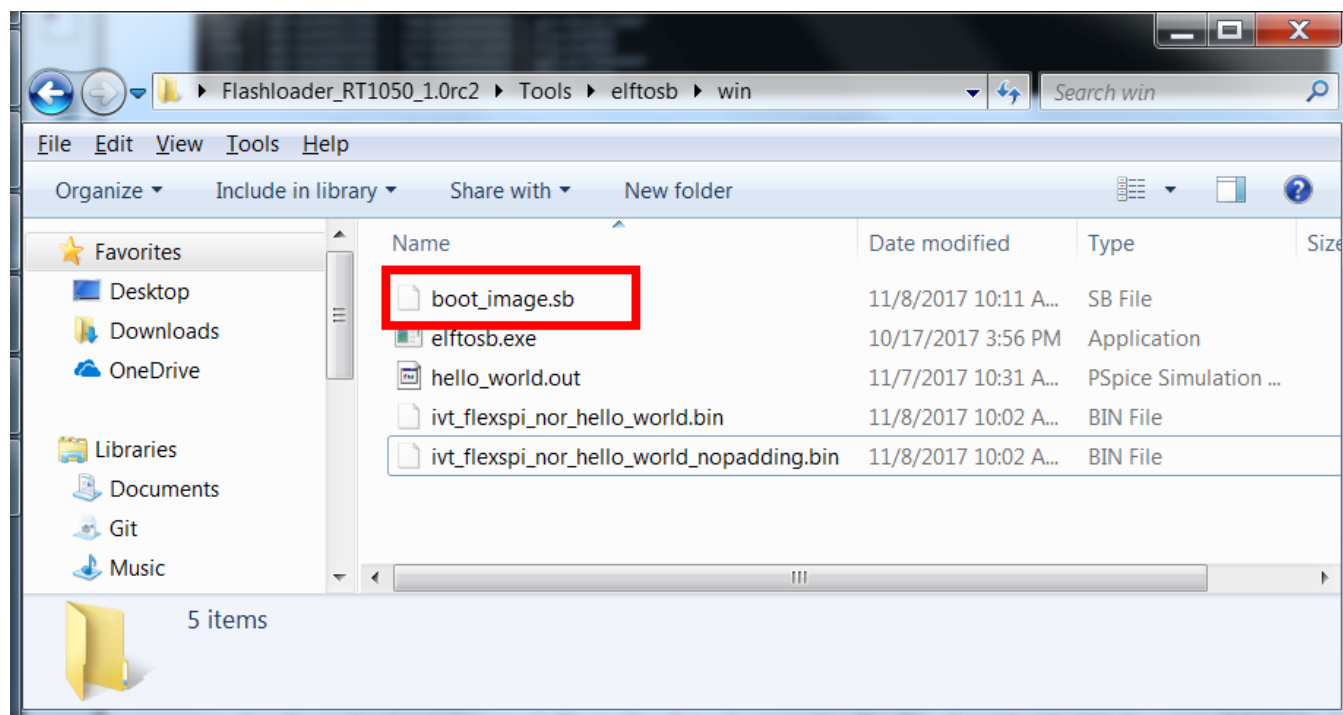 Flashloader_RT1050_1.0rc2 ▸ Tools ▸ elftosb ▸ win
Search win
File Edit View Tools Help
Organize Include in library Share with New folder
Favorites
Desktop
Downloads
OneDrive
Libraries
Documents
Git
Music
Name Date modified Type Size
boot_image.sb 11/8/2017 10:11 A... SB File
elftosb.exe 10/17/2017 3:56 PM Application
hello_world.out 11/7/2017 10:31 A... PSpice Simulation ...
ivt_flexspi_nor_hello_world.bin 11/8/2017 10:02 A... BIN File
ivt_flexspi_nor_hello_world_nopadding.bin 11/8/2017 10:02 A... BIN File
5 items